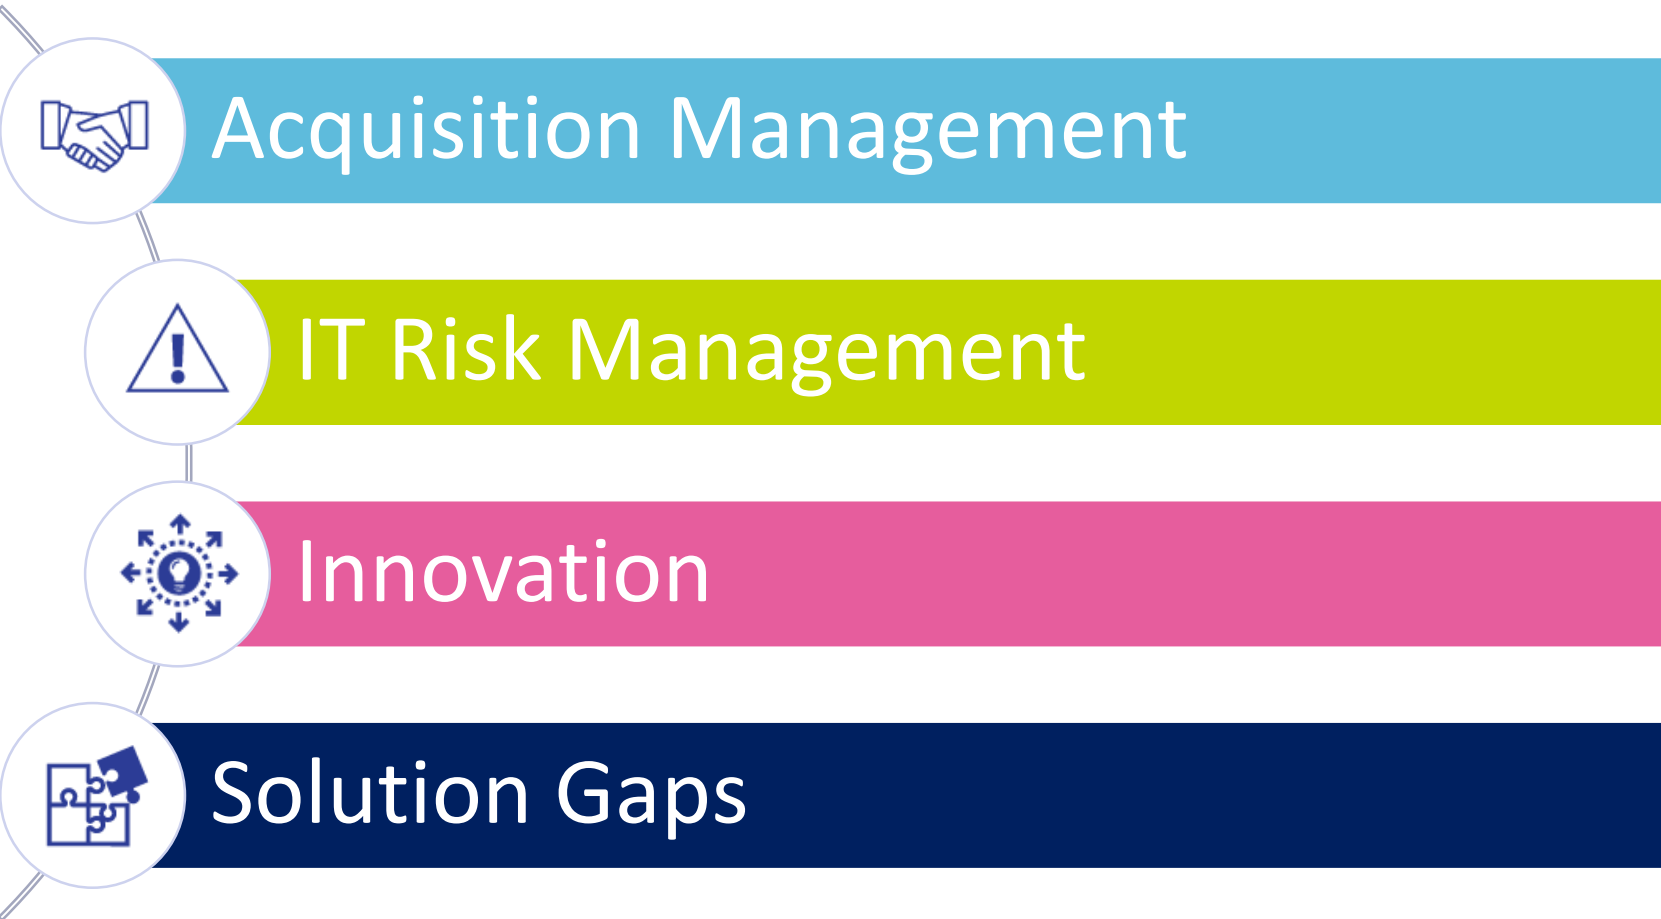 Acquisition Management
IT Risk Management
Innovation
Solution Gaps